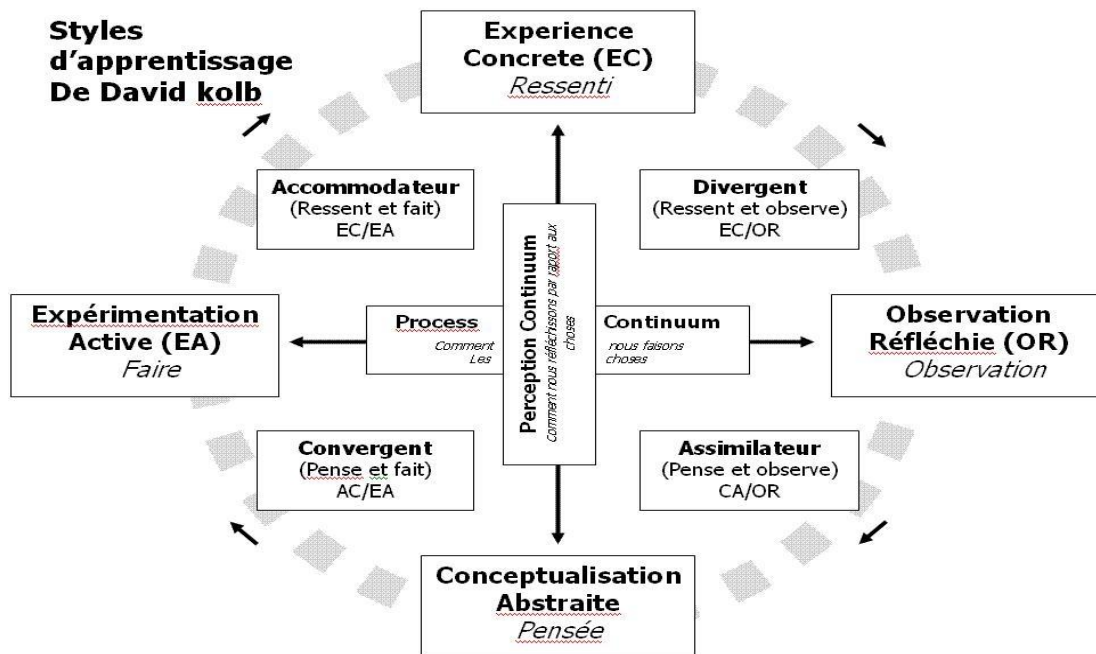 Styles
d'apprentissage
De David kolb
Experience
Concrete (EC)
Ressenti
Accommodateur
(Ressent et fait)
EC/EA
Divergent
(Ressent et observe)
EC/OR
Expérimentation
Active (EA)
Faire
Process
Comment
Les
Perception Continuum
Comment nous réfléchissons par raport aux
choses
Continuum
nous faisons
choses
Observation
Réfléchie (OR)
Observation
Convergent
(Pense et fait)
AC/EA
Assimilateur
(Pense et observe)
CA/OR
Conceptualisation
Abstraite
Pensée